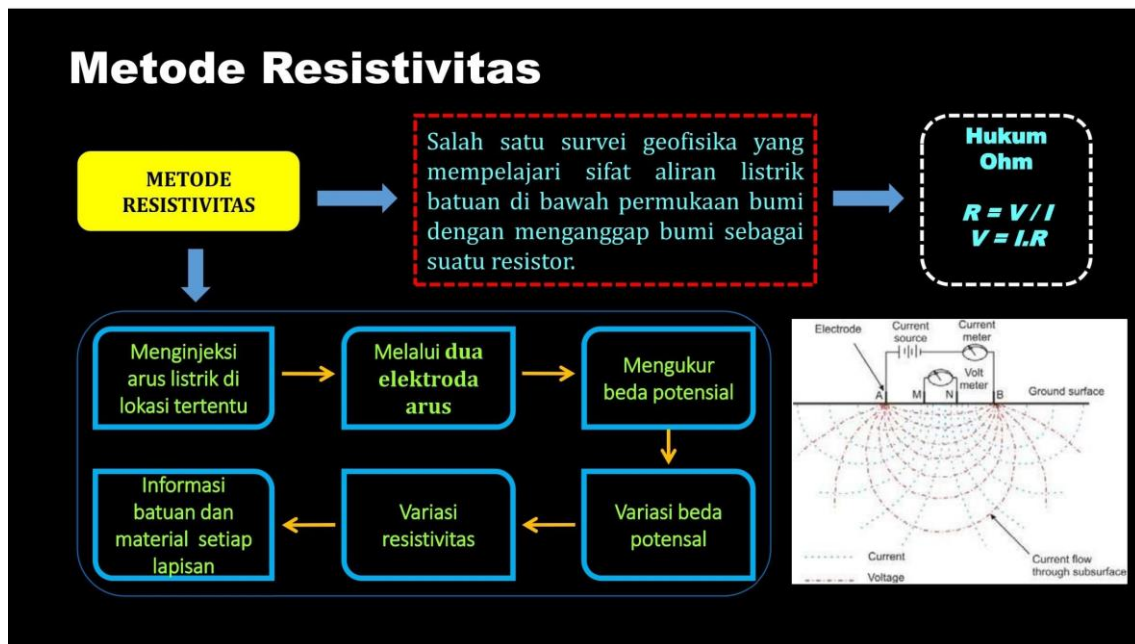 Metode Resistivitas
METODE
RESISTIVITAS
Salah satu survei geofisika yang
mempelajari sifat aliran listrik
batuan di bawah permukaan bumi
dengan menganggap bumi sebagai
suatu resistor.
Hukum
Ohm
R = V / I
V = I.R
Menginjeksi
arus listrik di
lokasi tertentu
Melalui dua
elektroda
arus
Mengukur
beda potensial
Informasi
batuan dan
material setiap
lapisan
Variasi
resistivitas
Variasi beda
potensal
Electrode
Current
source
Current
meter
Volt
meter
A
M
N
B
Ground surface
Current
Voltage
Current flow
through subsurface